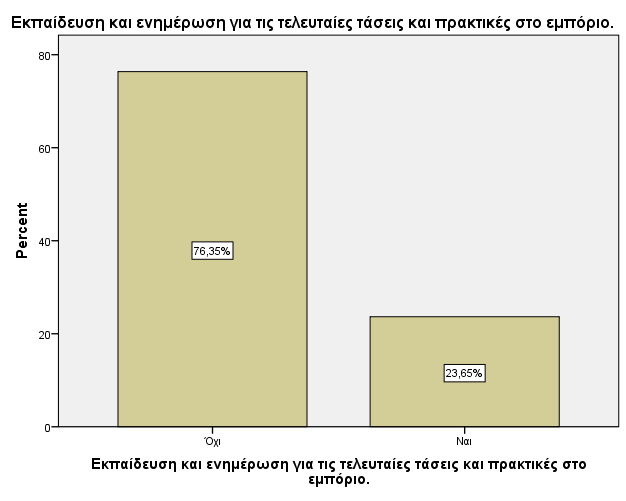 Εκπαίδευση και ενημέρωση για τις τελευταίες τάσεις και πρακτικές στο εμπόριο.
80
60
40
20
0
Percent
76,35%
23,65%
Όχι
Ναι
Εκπαίδευση και ενημέρωση για τις τελευταίες τάσεις και πρακτικές στο
εμπόριο.